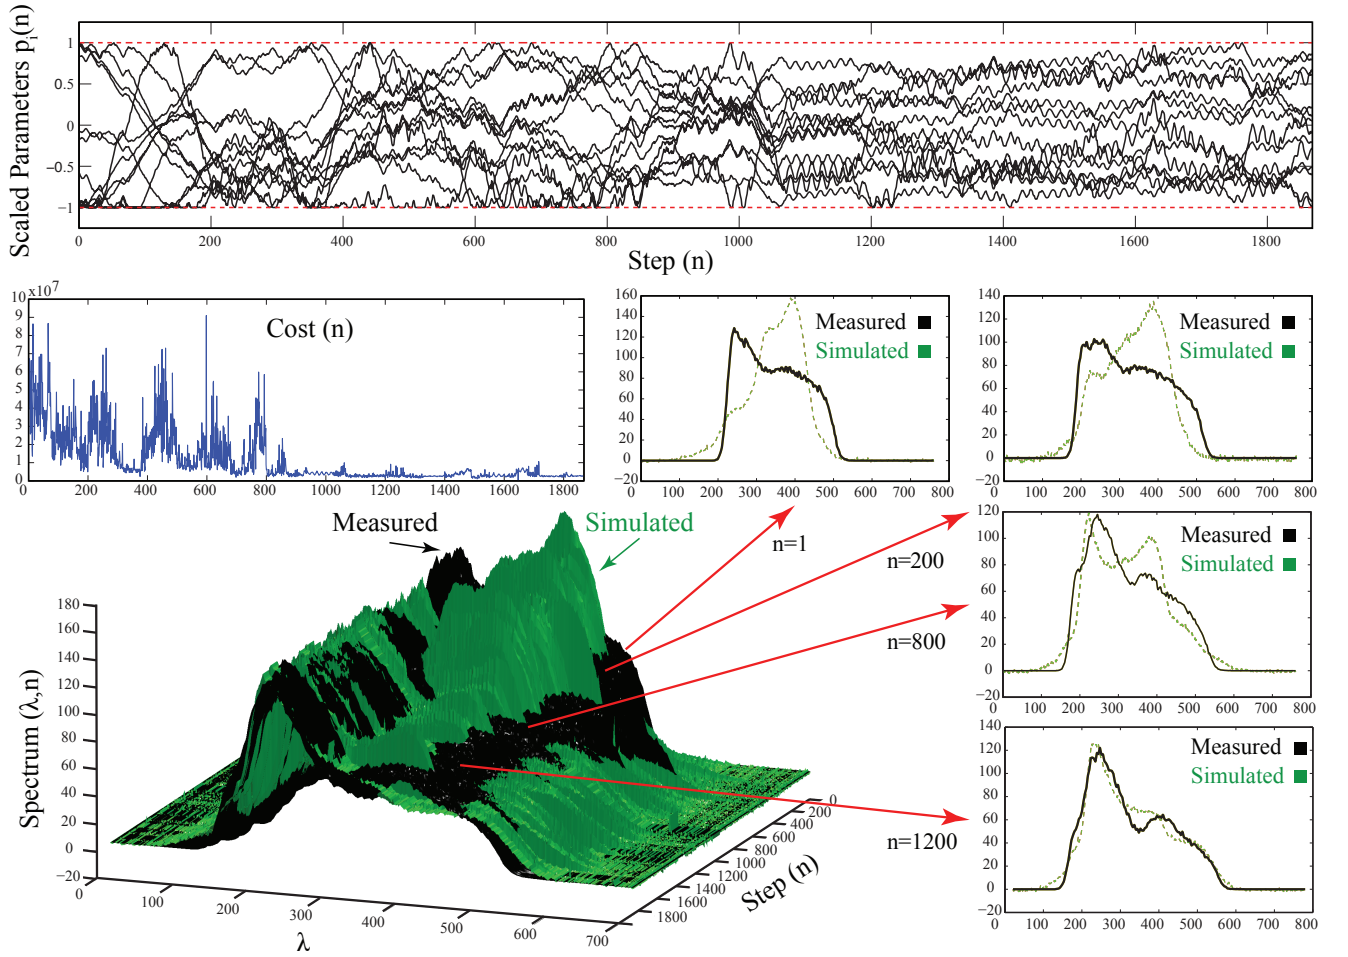 Scaled Parameters pi(n)
1
0.5
0
−0.5
−1
0 200 400 600 800 1000 1200 1400 1600 1800
Step (n)
10 x10^7
9
8
7
6
5
4
3
2
1
0
Cost (n)
0 200 400 600 800 1000 1200 1400 1600 1800
160
140
120
100
80
60
40
20
0
−20
Measured
Simulated
100 200 300 400 500 600 700 800
140
120
100
80
60
40
20
0
−20
Measured
Simulated
0 100 200 300 400 500 600 700 800
120
100
80
60
40
20
0
−20
Measured
Simulated
100 200 300 400 500 600 700 800
140
120
100
80
60
40
20
0
−20
Measured
Simulated
0 100 200 300 400 500 600 700 800
Measured
Simulated
n=1
n=200
n=800
n=1200
Spectrum (λ,n)
180
160
140
120
100
80
60
40
20
0
−20
0 100 200 300 400 500 600 700
λ
0
200
400
600
800
1000
1200
1400
1600
1800
Step (n)